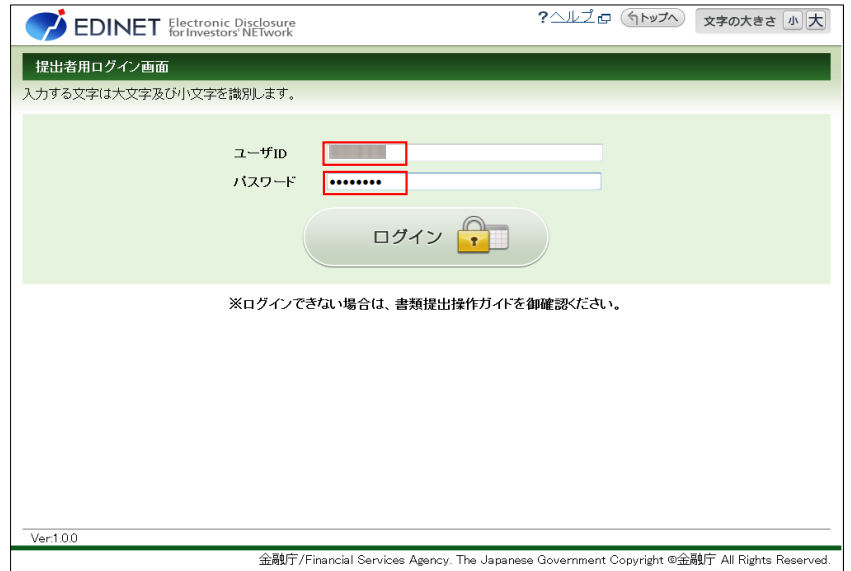 EDINET Electronic Disclosure for Investors' NETwork
?ヘルプ トップへ 文字の大きさ 小 大
提出者用ログイン画面
入力する文字は大文字及び小文字を識別します。
ユーザID
パスワード ••••••••
ログイン
※ログインできない場合は、書類提出操作ガイドを御確認ください。
Ver.1.0.0
金融庁/Financial Services Agency. The Japanese Government Copyright ©金融庁 All Rights Reserved.